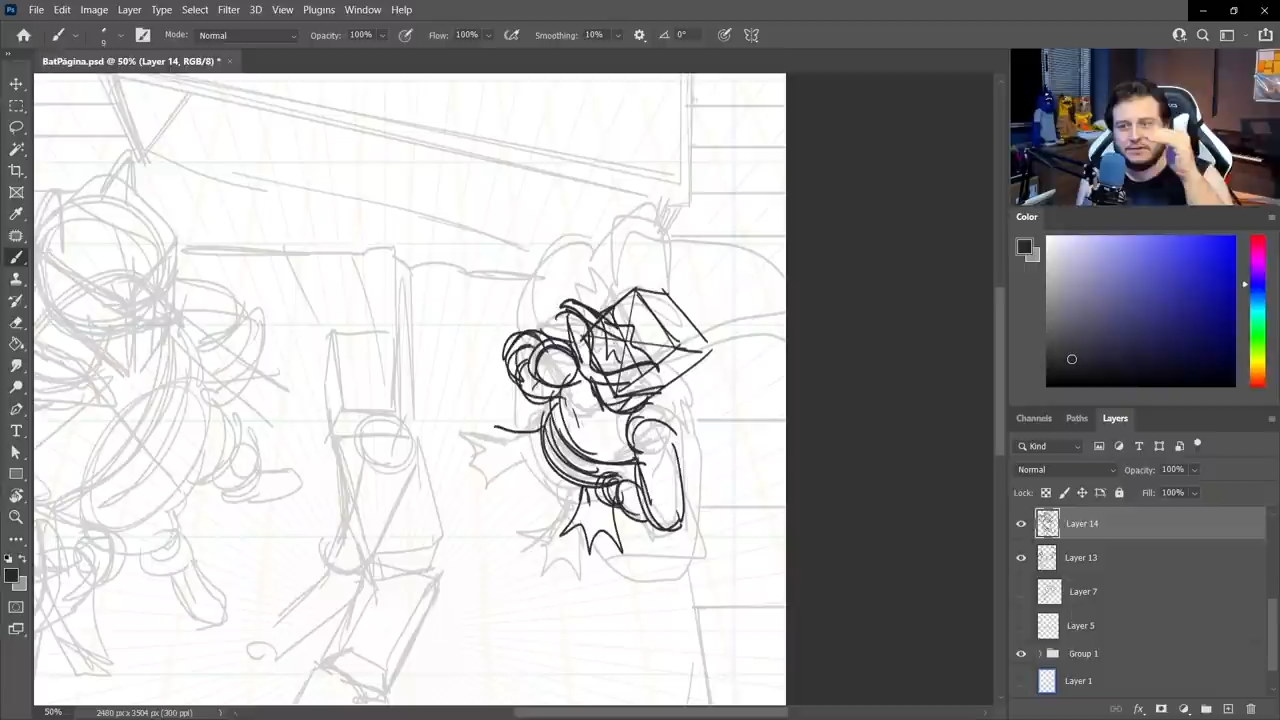 Ps File Edit Image Layer Type Select Filter 3D View Plugins Window Help
9 Mode: Normal Opacity: 100% Flow: 100% Smoothing: 10% 0°
BatPágina.psd @ 50% (Layer 14, RGB/8) *
Color
Channels Paths Layers
Kind
Normal Opacity: 100%
Lock: Fill: 100%
Layer 14
Layer 13
Layer 7
Layer 5
Group 1
Layer 1
50% 2480 px x 3504 px (300 ppi)